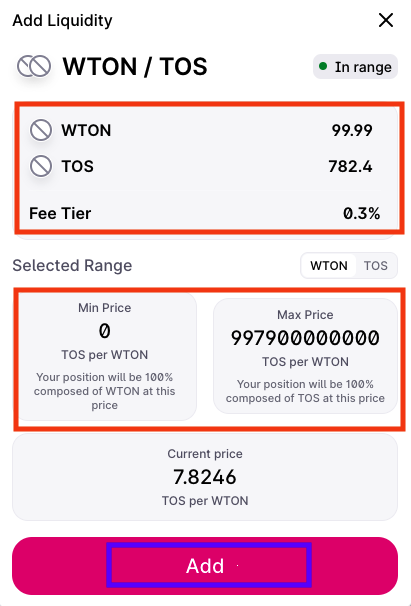 Add Liquidity
WTON / TOS
In range
WTON 99.99
TOS 782.4
Fee Tier 0.3%
Selected Range WTON TOS
Min Price
0
TOS per WTON
Your position will be 100%
composed of WTON at this
price
Max Price
997900000000
TOS per WTON
Your position will be 100%
composed of TOS at this price
Current price
7.8246
TOS per WTON
Add